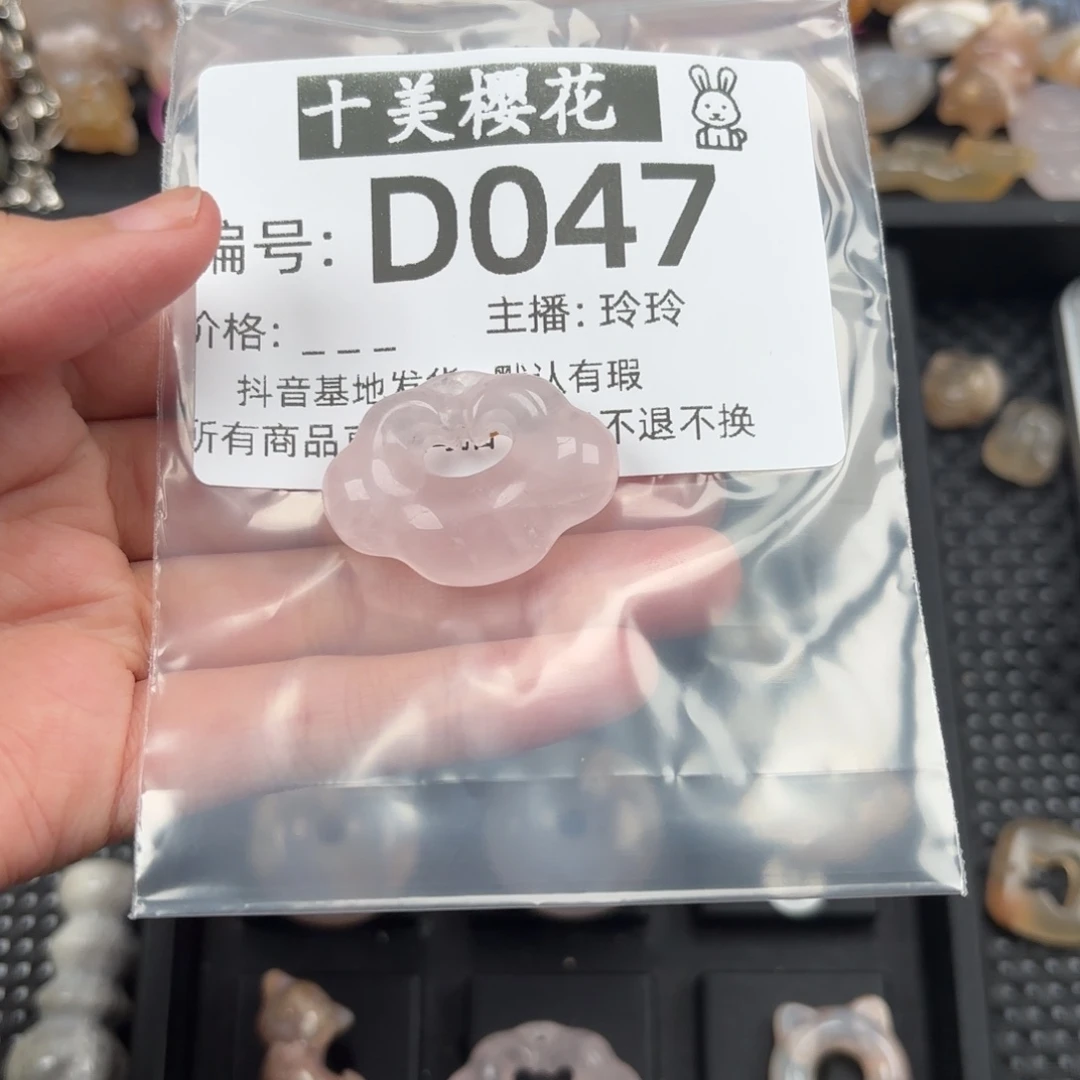 十美樱花
编号: D047
价格: _ _ _
主播: 玲玲
抖音基地发货 默认有瑕
所有商品 不退不换